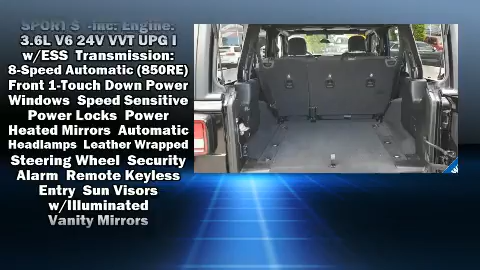 SPORT S -inc: Engine:
3.6L V6 24V VVT UPG I
w/ESS Transmission:
8-Speed Automatic (850RE)
Front 1-Touch Down Power
Windows Speed Sensitive
Power Locks Power
Heated Mirrors Automatic
Headlamps Leather Wrapped
Steering Wheel Security
Alarm Remote Keyless
Entry Sun Visors
w/Illuminated
Vanity Mirrors